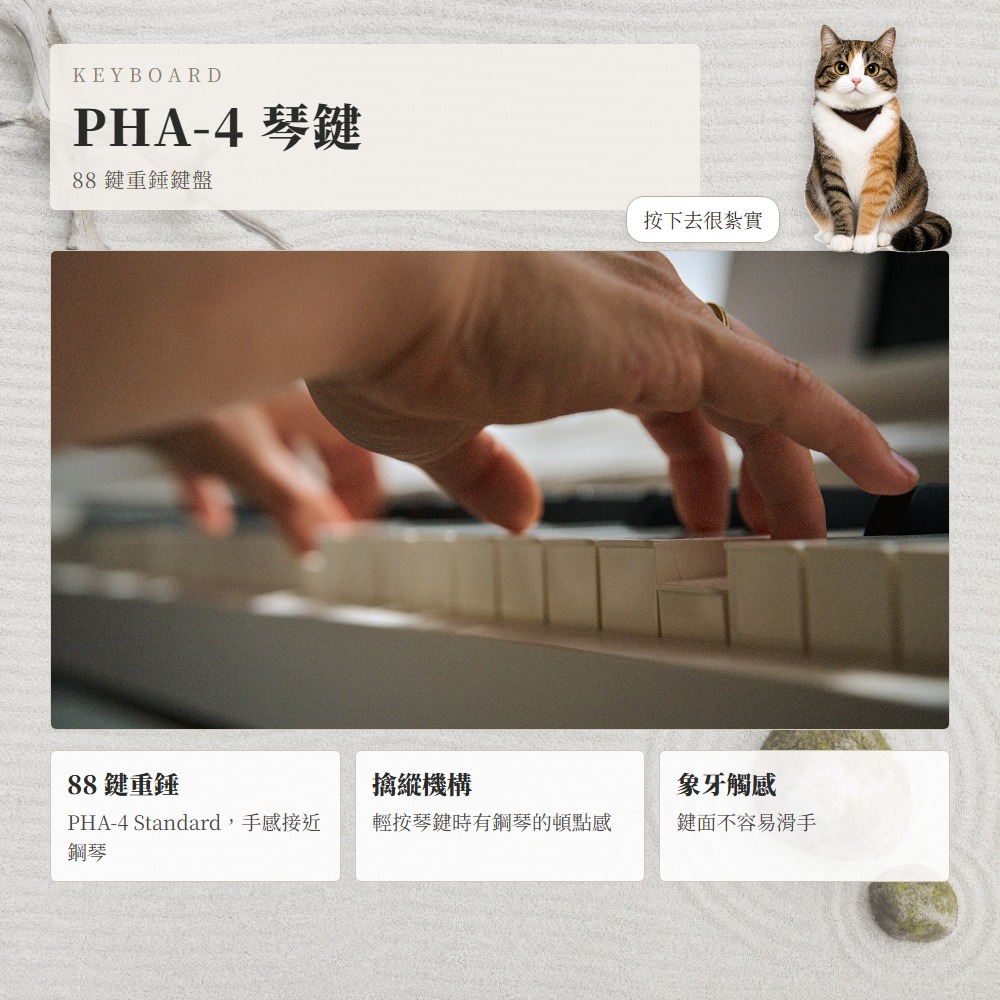 KEYBOARD
PHA-4 琴鍵
88 鍵重錘鍵盤
按下去很紮實
88 鍵重錘
PHA-4 Standard，手感接近
鋼琴
擒縱機構
輕按琴鍵時有鋼琴的頓點感
象牙觸感
鍵面不容易滑手